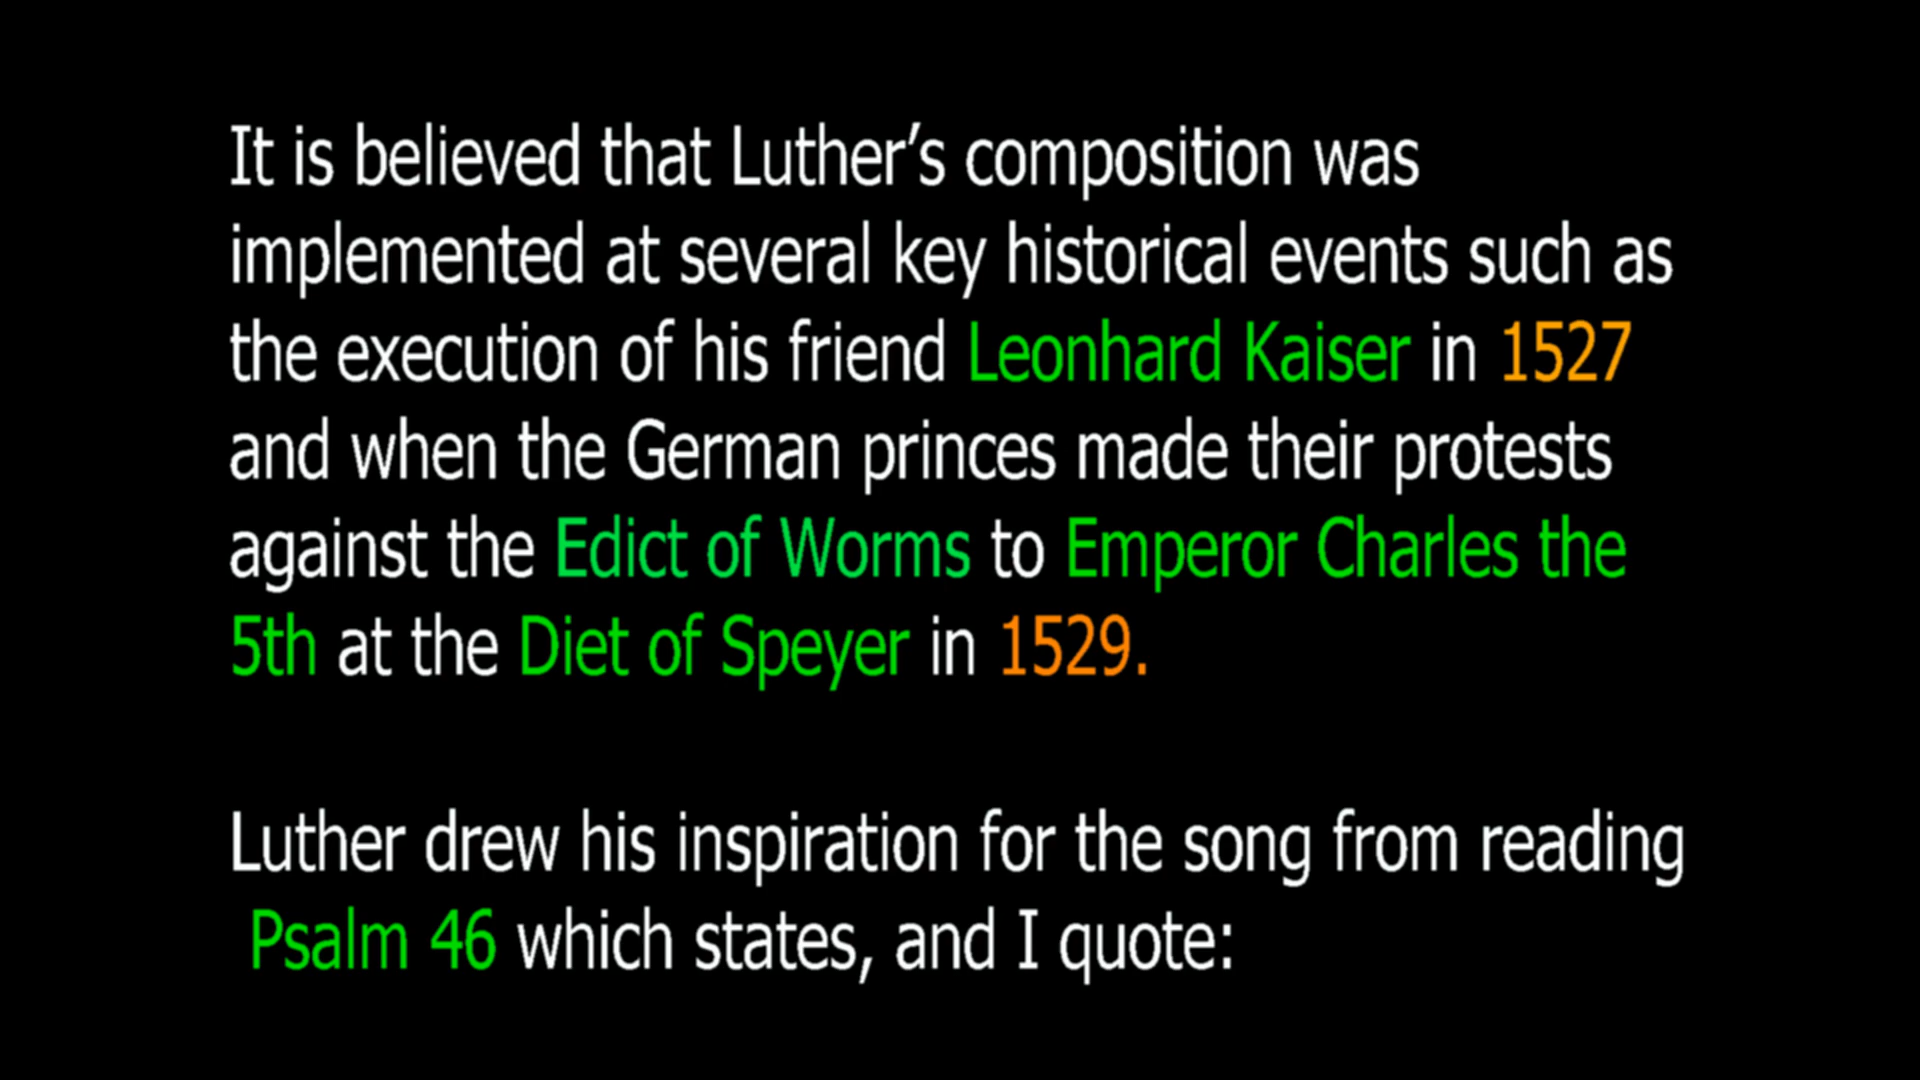 It is believed that Luther’s composition was
implemented at several key historical events such as
the execution of his friend Leonhard Kaiser in 1527
and when the German princes made their protests
against the Edict of Worms to Emperor Charles the
5th at the Diet of Speyer in 1529.
Luther drew his inspiration for the song from reading
Psalm 46 which states, and I quote: